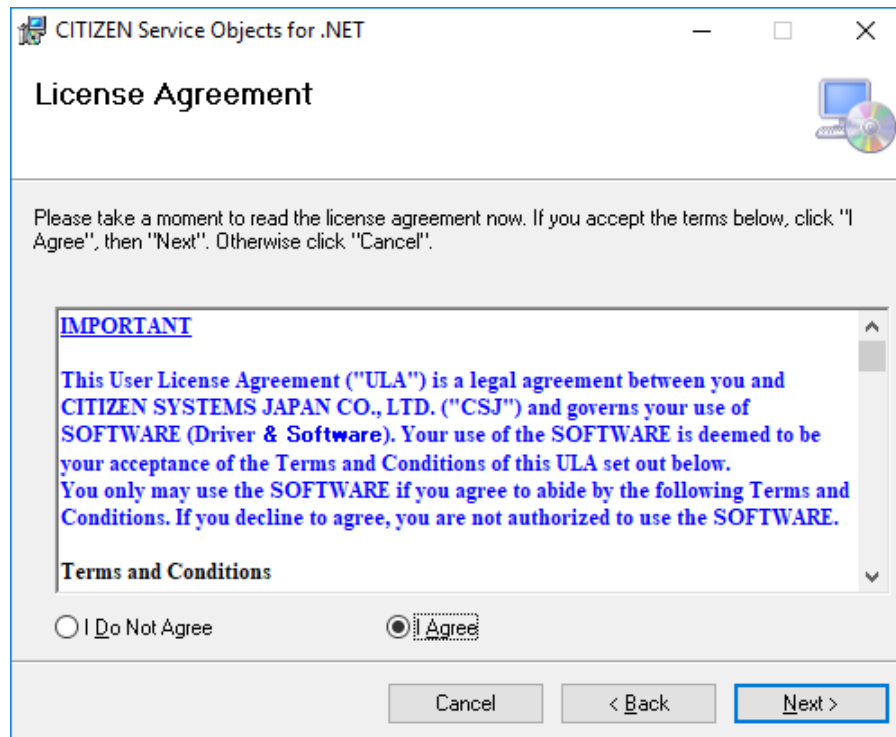 CITIZEN Service Objects for .NET
License Agreement
Please take a moment to read the license agreement now. If you accept the terms below, click "I
Agree", then "Next". Otherwise click "Cancel".
IMPORTANT
This User License Agreement ("ULA") is a legal agreement between you and
CITIZEN SYSTEMS JAPAN CO., LTD. ("CSJ") and governs your use of
SOFTWARE (Driver & Software). Your use of the SOFTWARE is deemed to be
your acceptance of the Terms and Conditions of this ULA set out below.
You only may use the SOFTWARE if you agree to abide by the following Terms and
Conditions. If you decline to agree, you are not authorized to use the SOFTWARE.
Terms and Conditions
I Do Not Agree
I Agree
Cancel
< Back
Next >